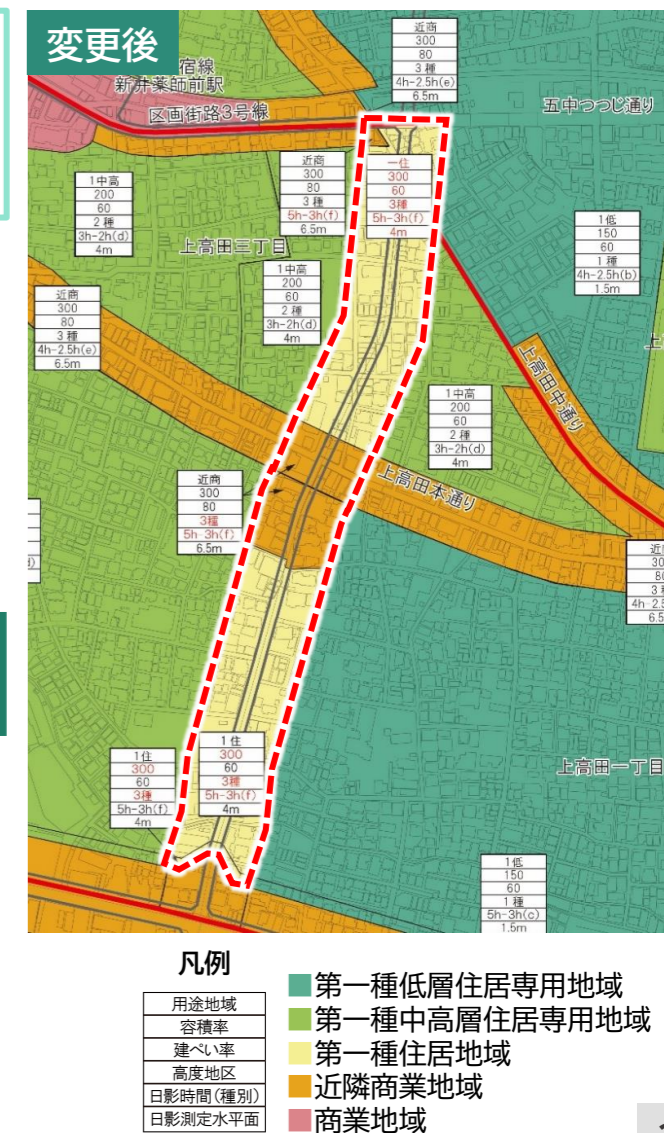 変更後
宿線
新井薬師前駅
区画街路3号線
近商
300
80
3種
4h-2.5h(e)
6.5m
五中つつじ通り
1中高
200
60
2種
3h-2h(d)
4m
近商
300
80
3種
5h-3h(f)
6.5m
一住
300
60
3種
5h-3h(f)
4m
上高田三丁目
1低
150
60
1種
4h-2.5h(b)
1.5m
1中高
200
60
2種
3h-2h(d)
4m
近商
300
80
3種
4h-2.5h(e)
6.5m
上
上高田中通り
1中高
200
60
2種
3h-2h(d)
4m
上高田本通り
近商
300
80
3種
5h-3h(f)
6.5m
近
30
80
3種
4h-2.5
6.5
1住
300
60
3種
5h-3h(f)
4m
1住
300
60
3種
5h-3h(f)
4m
上高田一丁目
1低
150
60
1種
5h-3h(c)
1.5m
凡例
用途地域
容積率
建ぺい率
高度地区
日影時間(種別)
日影測定水平面
第一種低層住居専用地域
第一種中高層住居専用地域
第一種住居地域
近隣商業地域
商業地域